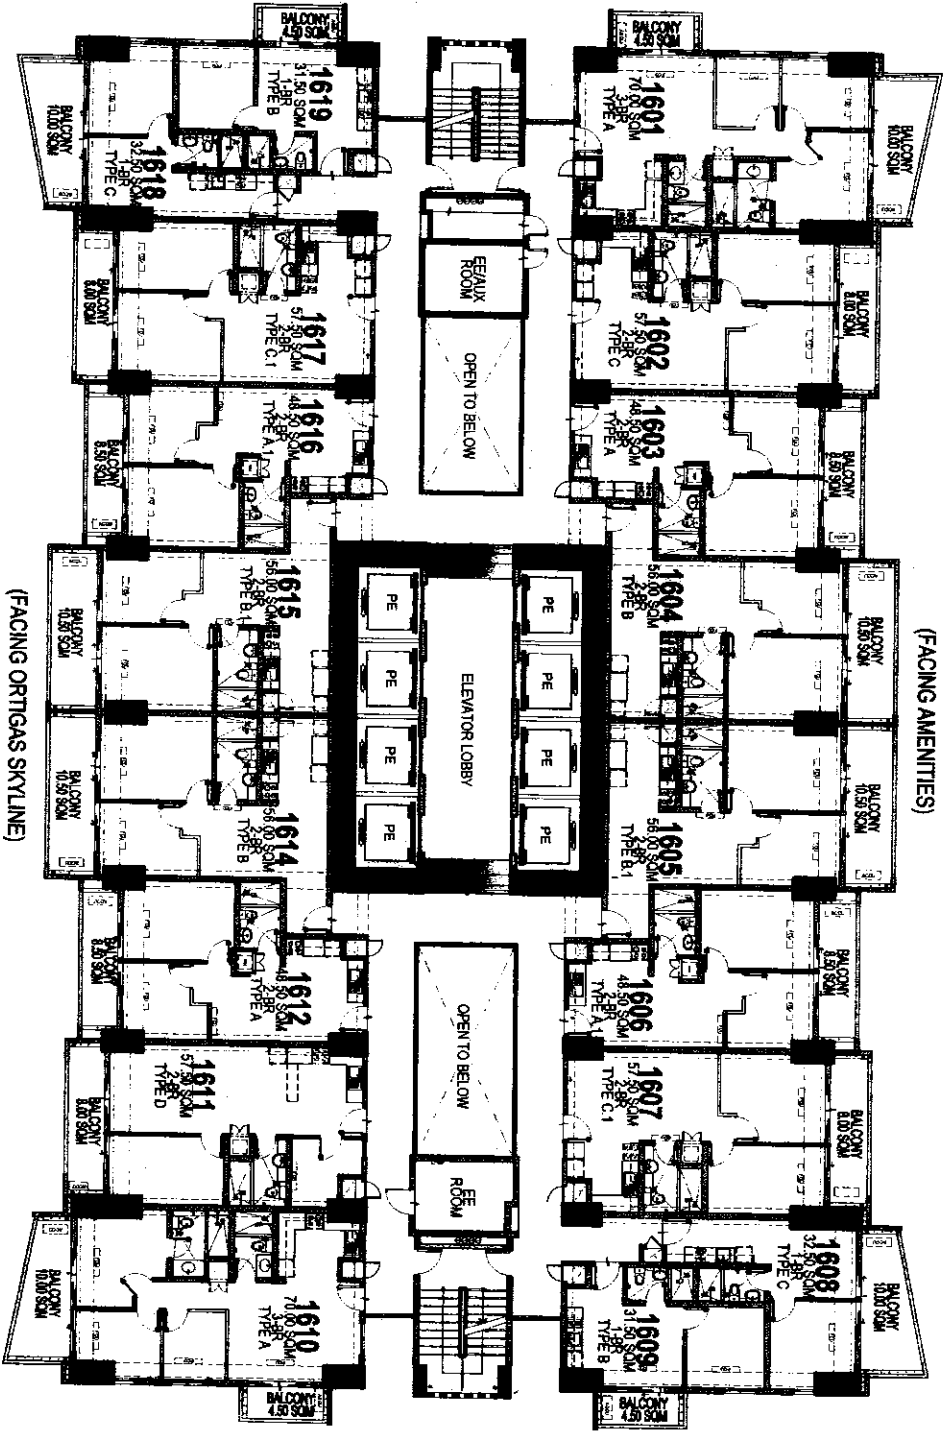 BALCONY
4.50 SQM
BALCONY
4.50 SQM
BALCONY
10.00 SQM
1619
31.50 SQM
1-BR
TYPE B
1618
32.50 SQM
1-BR
TYPE C
1601
70.00 SQM
3-BR
TYPE A
BALCONY
10.00 SQM
EE/AUX
ROOM
BALCONY
8.00 SQM
1617
57.50 SQM
2-BR
TYPE C.1
OPEN TO BELOW
1602
57.50 SQM
2-BR
TYPE C
BALCONY
8.00 SQM
BALCONY
8.50 SQM
1616
48.50 SQM
2-BR
TYPE A.1
1603
48.50 SQM
2-BR
TYPE A
BALCONY
8.50 SQM
(FACING ORTIGAS SKYLINE)
BALCONY
10.50 SQM
1615
56.00 SQM
2-BR
TYPE B.1
PE
PE
PE
PE
ELEVATOR LOBBY
PE
PE
PE
PE
1604
56.00 SQM
2-BR
TYPE B
BALCONY
10.50 SQM
(FACING AMENITIES)
BALCONY
10.50 SQM
1614
56.00 SQM
2-BR
TYPE B
1605
56.00 SQM
2-BR
TYPE B.1
BALCONY
10.50 SQM
BALCONY
8.50 SQM
1612
48.50 SQM
2-BR
TYPE A
OPEN TO BELOW
1606
48.50 SQM
2-BR
TYPE A.1
BALCONY
8.50 SQM
BALCONY
8.00 SQM
1611
57.50 SQM
2-BR
TYPE D
EE
ROOM
1607
57.50 SQM
2-BR
TYPE C.1
BALCONY
8.00 SQM
BALCONY
10.00 SQM
1610
70.00 SQM
3-BR
TYPE A
1608
32.50 SQM
1-BR
TYPE C
1609
31.50 SQM
1-BR
TYPE B
BALCONY
10.00 SQM
BALCONY
4.50 SQM
BALCONY
4.50 SQM